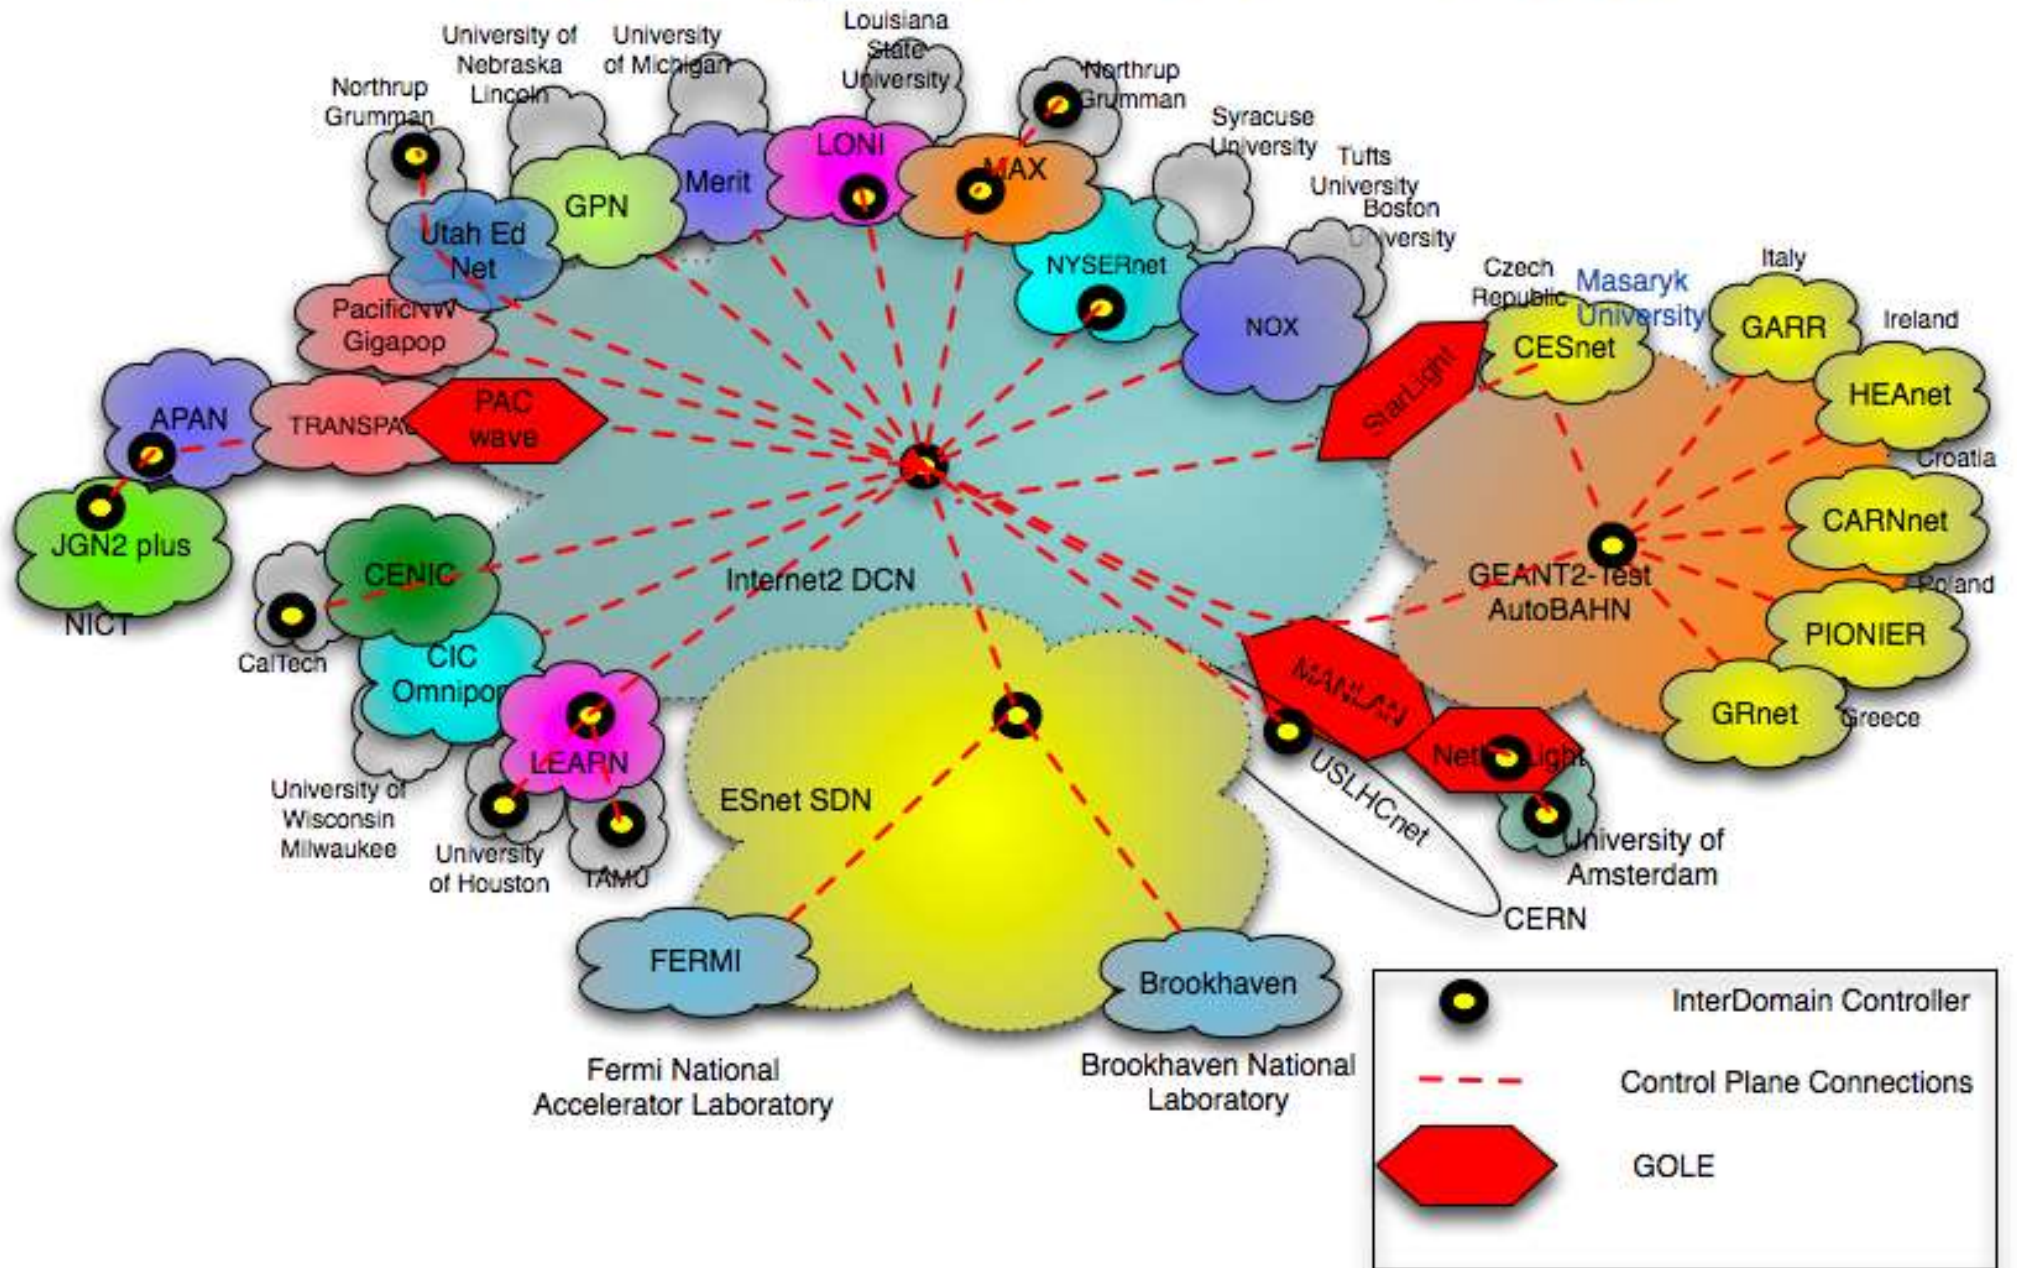 University of
Nebraska
Lincoln
University
of Michigan
Louisiana
State
University
Northrup
Grumman
Northrup
Grumman
Syracuse
University
Tufts
University
Boston
University
LONI
MAX
Merit
GPN
Utah Ed
Net
NYSERnet
NOX
PacificNW
Gigapop
Czech
Republic
Masaryk
University
Italy
Ireland
CESnet
GARR
HEAnet
StarLight
APAN
TRANSPAC
PAC
wave
Croatia
CARNnet
JGN2 plus
NICT
CENIC
CalTech
Internet2 DCN
GEANT2-Test
AutoBAHN
Poland
PIONIER
CIC
Omnipop
MANLAN
GRnet
Greece
LEARN
University of
Wisconsin
Milwaukee
University
of Houston
TAMU
ESnet SDN
USLHCnet
University of
Amsterdam
CERN
FERMI
Brookhaven
Fermi National
Accelerator Laboratory
Brookhaven National
Laboratory
InterDomain Controller
Control Plane Connections
GOLE